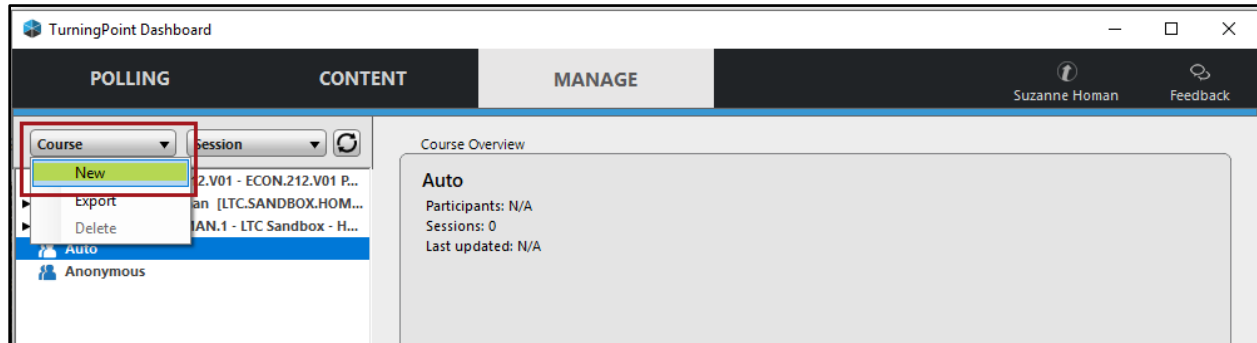 TurningPoint Dashboard
POLLING CONTENT MANAGE Suzanne Homan Feedback
Course Session Course Overview
New
2.V01 - ECON.212.V01 P...
Export an [LTC.SANDBOX.HOM...
Delete IAN.1 - LTC Sandbox - H...
Auto
Anonymous
Auto
Participants: N/A
Sessions: 0
Last updated: N/A